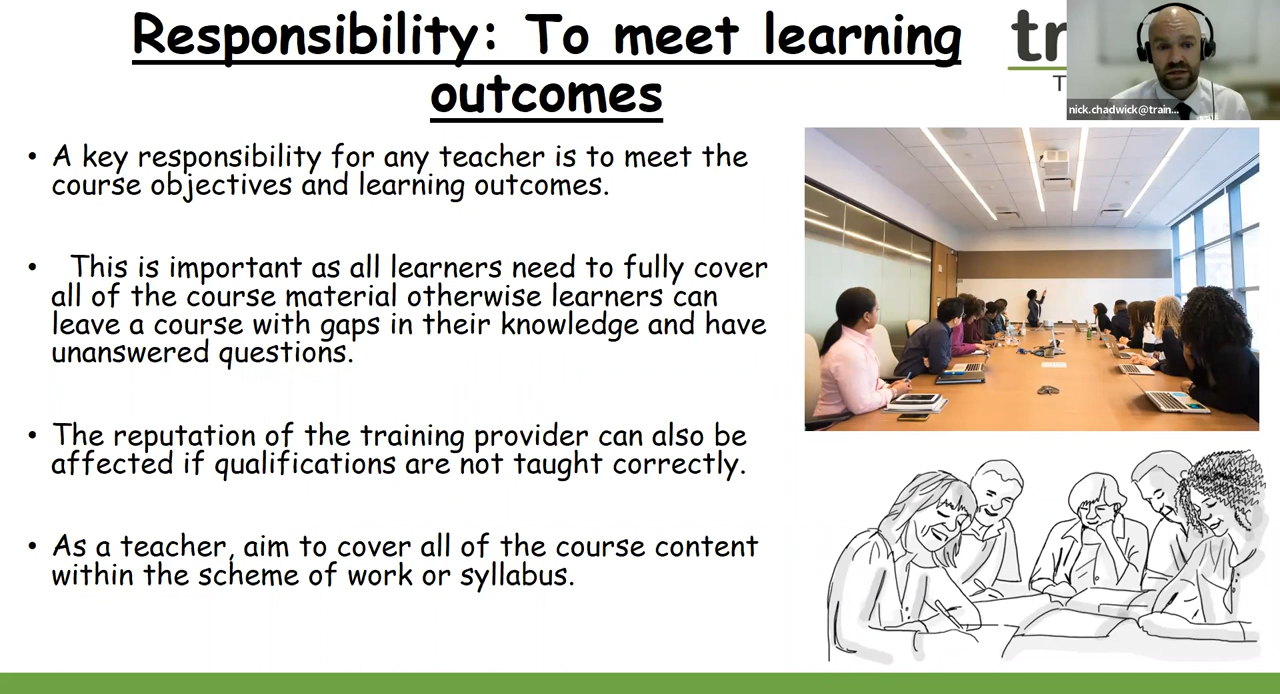 Responsibility: To meet learning
outcomes
• A key responsibility for any teacher is to meet the
course objectives and learning outcomes.
• This is important as all learners need to fully cover
all of the course material otherwise learners can
leave a course with gaps in their knowledge and have
unanswered questions.
• The reputation of the training provider can also be
affected if qualifications are not taught correctly.
• As a teacher, aim to cover all of the course content
within the scheme of work or syllabus.
tr
T
nick.chadwick@train...